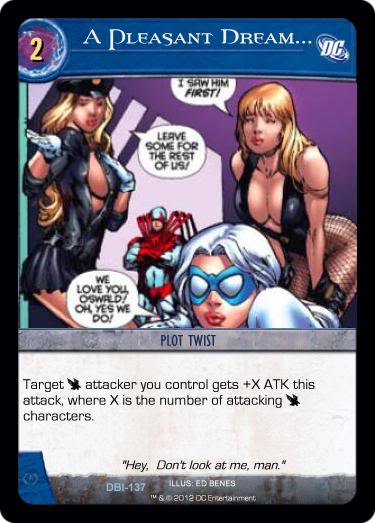 2
A Pleasant Dream...
DC
I SAW HIM
FIRST!
LEAVE
SOME FOR
THE REST
OF US!
WE
LOVE YOU,
OSWALD!
OH, YES WE
DO!
PLOT TWIST
Target attacker you control gets +X ATK this
attack, where X is the number of attacking
characters.
"Hey, Don't look at me, man."
DBI-137
ILLUS: ED BENES
™ & © 2012 DC Entertainment